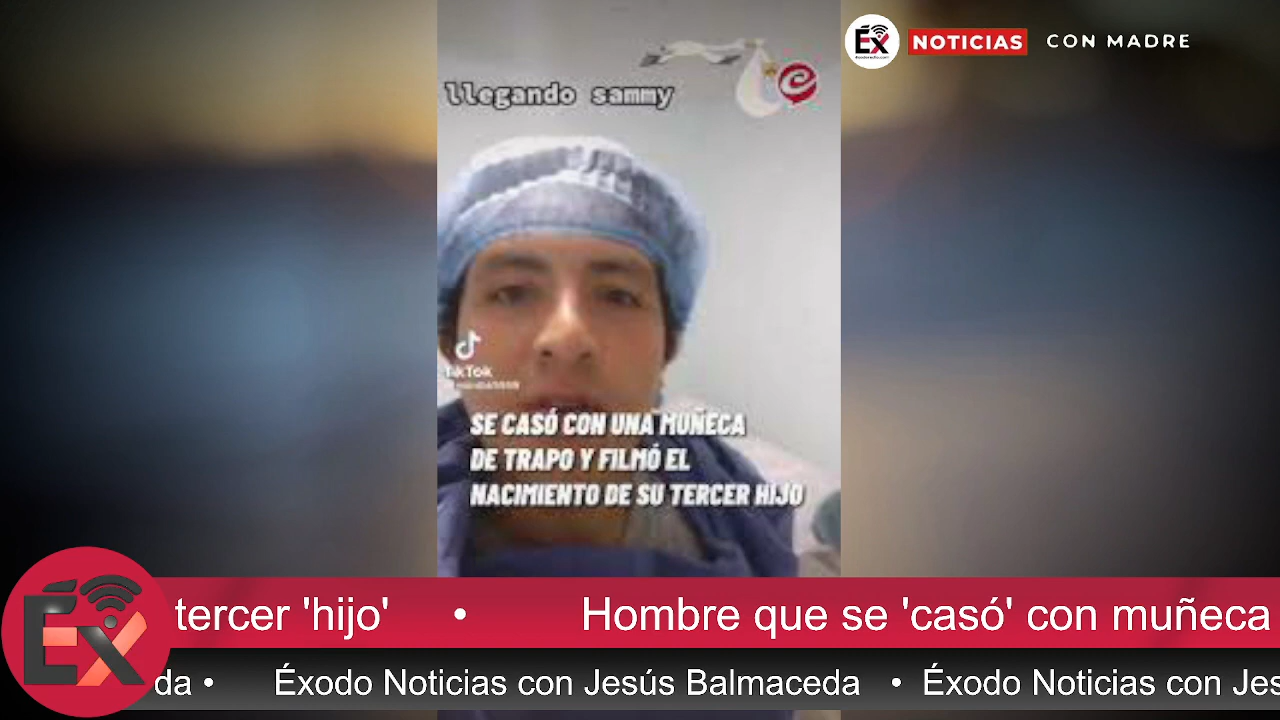 Éx
NOTICIAS
CON MADRE
llegando sammy
TikTok
SE CASÓ CON UNA MUÑECA
DE TRAPO Y FILMÓ EL
NACIMIENTO DE SU TERCER HIJO
ÉX
tercer 'hijo' • Hombre que se 'casó' con muñeca
da • Éxodo Noticias con Jesús Balmaceda • Éxodo Noticias con Jes